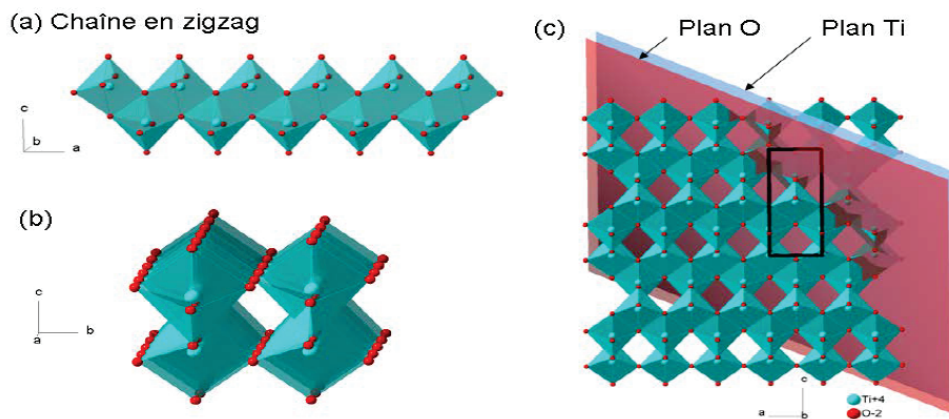 (a) Chaîne en zigzag
c
b
a
(b)
c
a
b
(c)
Plan O
Plan Ti
c
a
b
Ti+4
O-2